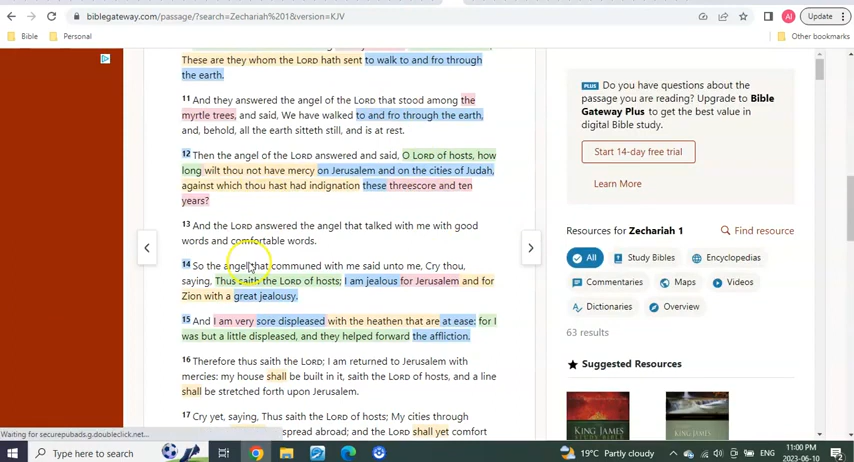 biblegateway.com/passage/?search=Zechariah%201&version=KJV
AI
Update
Bible
Personal
Other bookmarks
These are they whom the LORD hath sent to walk to and fro through
the earth.
11 And they answered the angel of the LORD that stood among the
myrtle trees, and said, We have walked to and fro through the earth,
and, behold, all the earth sitteth still, and is at rest.
12 Then the angel of the LORD answered and said, O LORD of hosts, how
long wilt thou not have mercy on Jerusalem and on the cities of Judah,
against which thou hast had indignation these threescore and ten
years?
13 And the LORD answered the angel that talked with me with good
words and comfortable words.
14 So the angel that communed with me said unto me, Cry thou,
saying, Thus saith the LORD of hosts; I am jealous for Jerusalem and for
Zion with a great jealousy.
15 And I am very sore displeased with the heathen that are at ease: for I
was but a little displeased, and they helped forward the affliction.
16 Therefore thus saith the LORD; I am returned to Jerusalem with
mercies: my house shall be built in it, saith the LORD of hosts, and a line
shall be stretched forth upon Jerusalem.
17 Cry yet, saying, Thus saith the LORD of hosts; My cities through
spread abroad; and the LORD shall yet comfort
PLUS Do you have questions about the
passage you are reading? Upgrade to Bible
Gateway Plus to get the best value in
digital Bible study.
Start 14-day free trial
Learn More
Resources for Zechariah 1
Find resource
All
Study Bibles
Encyclopedias
Commentaries
Maps
Videos
Dictionaries
Overview
63 results
Suggested Resources
KING JAMES
KING JAMES
Waiting for securepubads.g.doubleclick.net...
Type here to search
19°C Partly cloudy
ENG
11:00 PM
2023-06-10
2